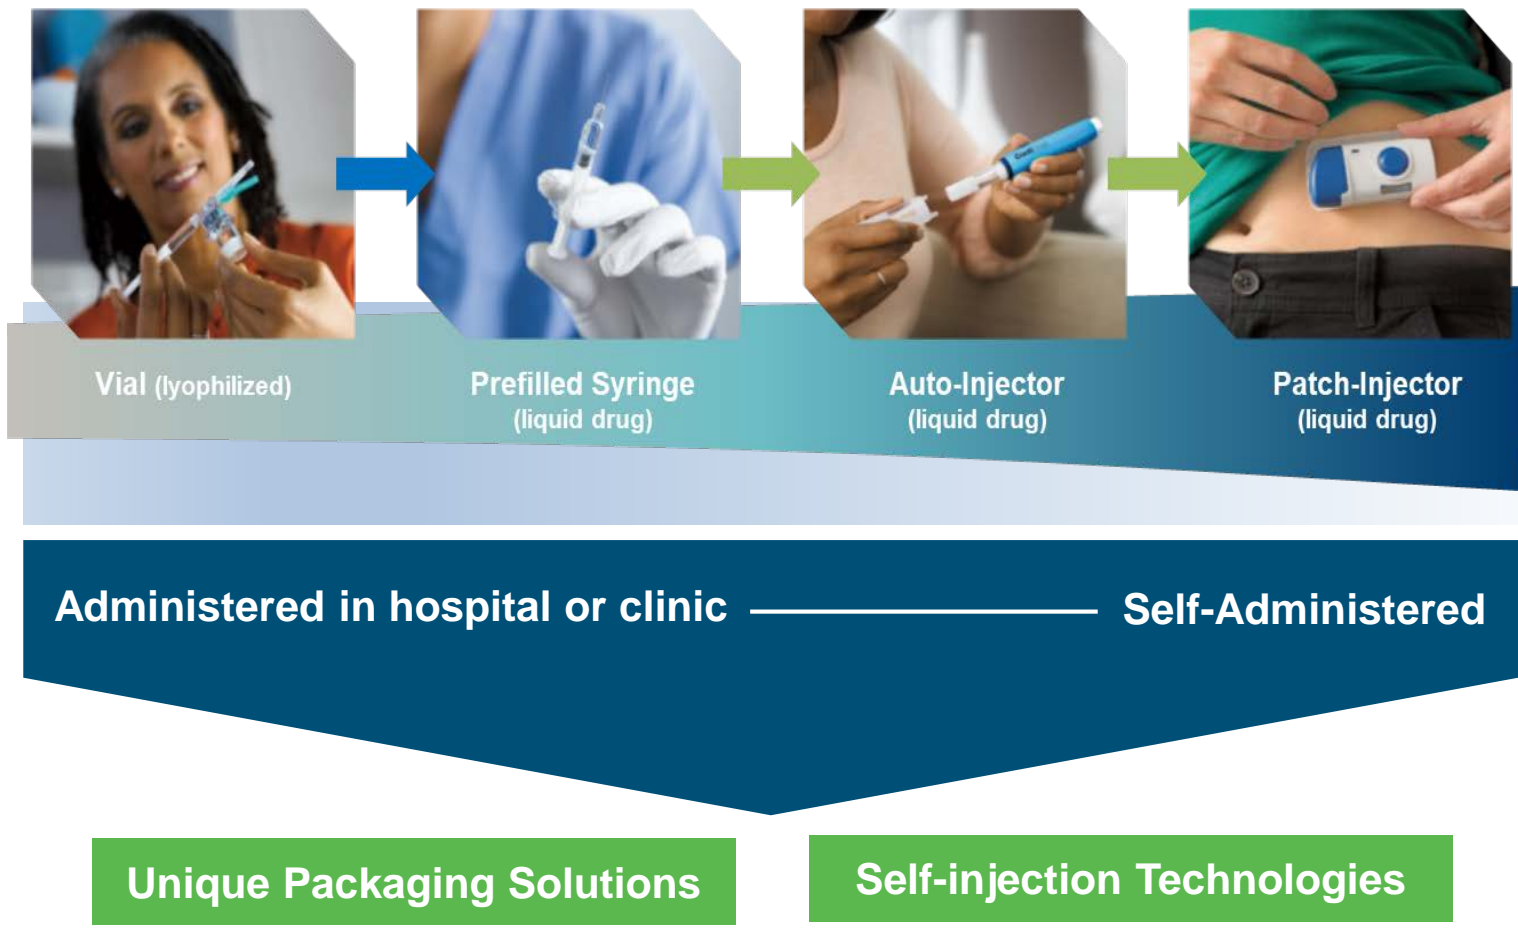 Vial (lyophilized)
Prefilled Syringe
(liquid drug)
Auto-Injector
(liquid drug)
Patch-Injector
(liquid drug)
Administered in hospital or clinic
Self-Administered
Unique Packaging Solutions
Self-injection Technologies